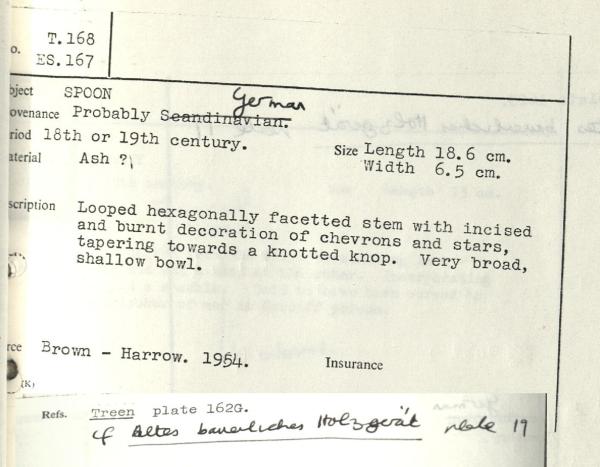 o. T.168
ES.167
bject SPOON
ovenance Probably Scandinavian. German
riod 18th or 19th century.
aterial Ash ?
Size Length 18.6 cm.
Width 6.5 cm.
scription Looped hexagonally facetted stem with incised
and burnt decoration of chevrons and stars,
tapering towards a knotted knop. Very broad,
shallow bowl.
rce Brown - Harrow. 1954. Insurance
(K)
Refs. Treen plate 162G.
cf Altes bauerliches Holzgerät plate 19